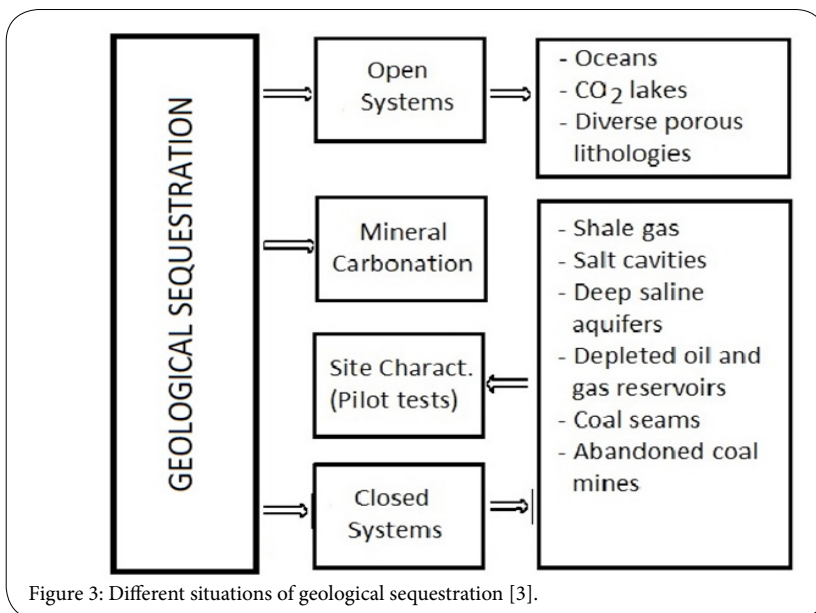 GEOLOGICAL SEQUESTRATION
Open
Systems
- Oceans
- CO2 lakes
- Diverse porous
lithologies
Mineral
Carbonation
Site Charact.
(Pilot tests)
Closed
Systems
- Shale gas
- Salt cavities
- Deep saline
aquifers
- Depleted oil and
gas reservoirs
- Coal seams
- Abandoned coal
mines
Figure 3: Different situations of geological sequestration [3].